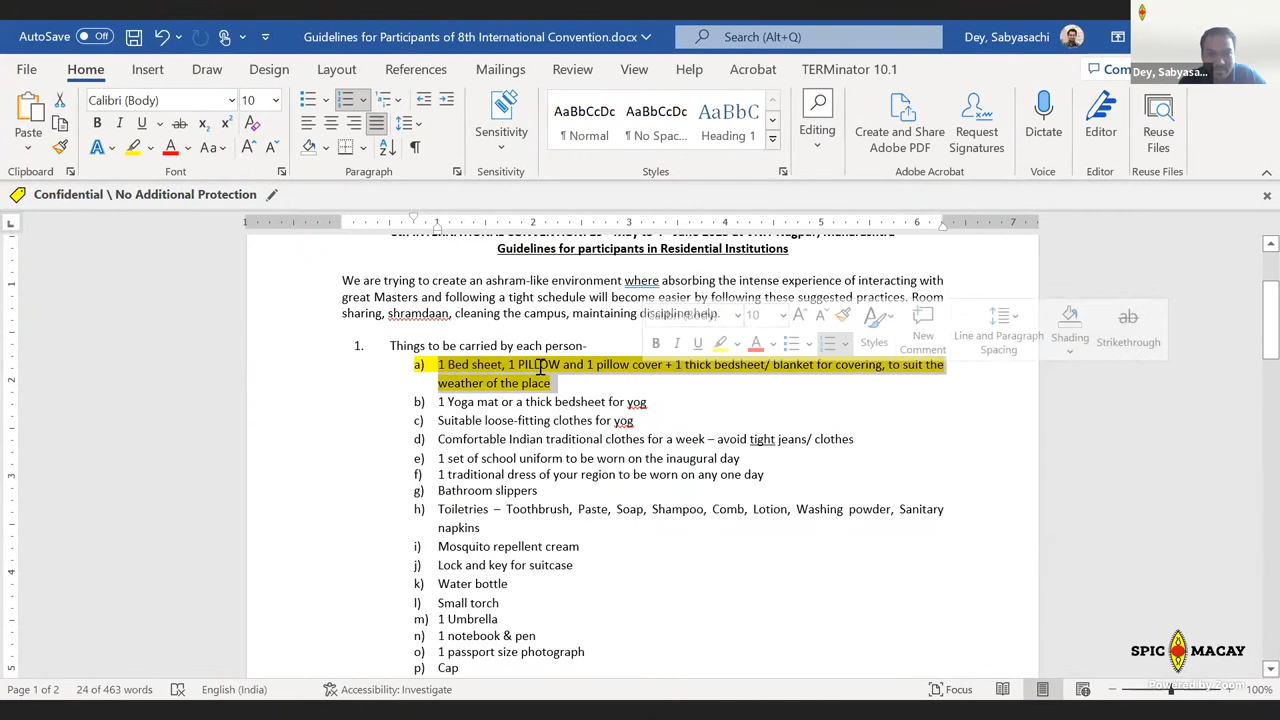 AutoSave Off
Guidelines for Participants of 8th International Convention.docx
Search (Alt+Q)
Dey, Sabyasachi
Dey, Sabyasa...
File Home Insert Draw Design Layout References Mailings Review View Help Acrobat TERMinator 10.1
Calibri (Body) 10
AaBbCcDc AaBbCcDc AaBbC
¶ Normal ¶ No Spac... Heading 1
Paste
Sensitivity
Editing
Create and Share
Adobe PDF
Request
Signatures
Dictate
Editor
Reuse
Files
Clipboard Font Paragraph Sensitivity Styles Adobe Acrobat Voice Editor Reuse Files
Confidential \ No Additional Protection
Guidelines for participants in Residential Institutions
We are trying to create an ashram-like environment where absorbing the intense experience of interacting with
great Masters and following a tight schedule will become easier by following these suggested practices. Room
sharing, shramdaan, cleaning the campus, maintaining discipline help.
10
Styles
New
Comment
Line and Paragraph
Spacing
Shading
Strikethrough
1. Things to be carried by each person-
a) 1 Bed sheet, 1 PILLOW and 1 pillow cover + 1 thick bedsheet/ blanket for covering, to suit the
weather of the place
b) 1 Yoga mat or a thick bedsheet for yog
c) Suitable loose-fitting clothes for yog
d) Comfortable Indian traditional clothes for a week – avoid tight jeans/ clothes
e) 1 set of school uniform to be worn on the inaugural day
f) 1 traditional dress of your region to be worn on any one day
g) Bathroom slippers
h) Toiletries – Toothbrush, Paste, Soap, Shampoo, Comb, Lotion, Washing powder, Sanitary
napkins
i) Mosquito repellent cream
j) Lock and key for suitcase
k) Water bottle
l) Small torch
m) 1 Umbrella
n) 1 notebook & pen
o) 1 passport size photograph
p) Cap
SPIC MACAY
Powered by Zoom
Page 1 of 2 24 of 463 words English (India) Accessibility: Investigate Focus 100%